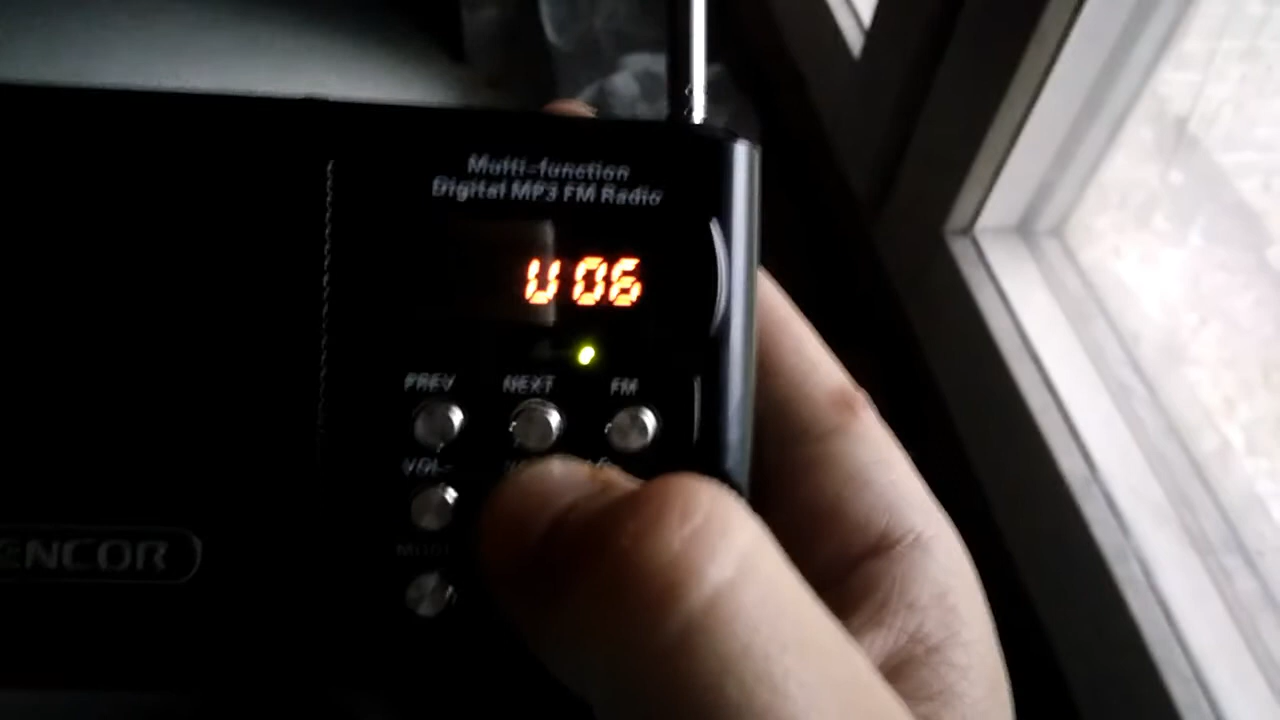 Multi-function
Digital MP3 FM Radio
U06
PREV NEXT FM
VOL-
ENCOR